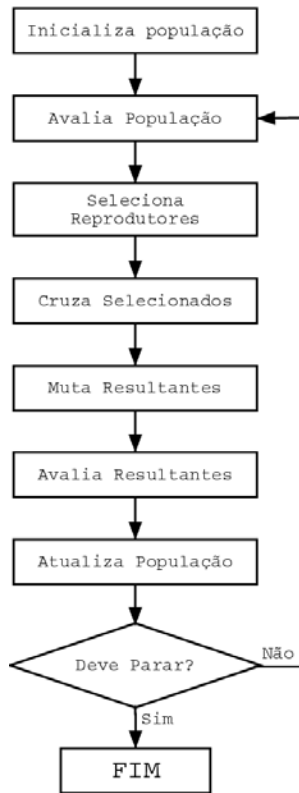 Inicializa população
Avalia População
Seleciona
Reprodutores
Cruza Selecionados
Muta Resultantes
Avalia Resultantes
Atualiza População
Deve Parar?
Não
Sim
FIM